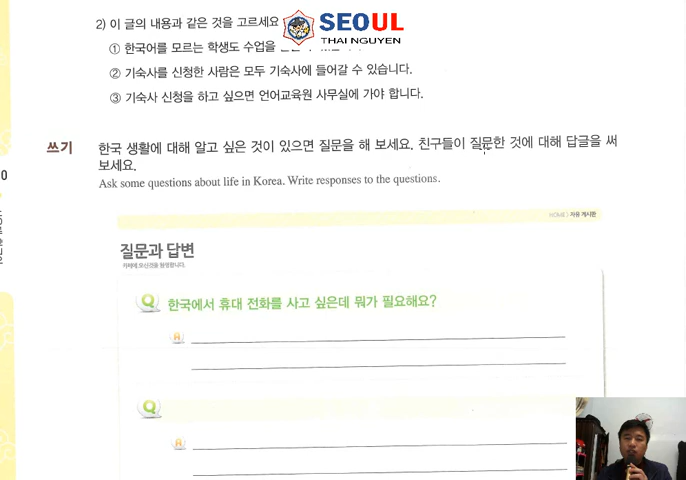 2) 이 글의 내용과 같은 것을 고르세요
SEOUL
THAI NGUYEN
① 한국어를 모르는 학생도 수업을
② 기숙사를 신청한 사람은 모두 기숙사에 들어갈 수 있습니다.
③ 기숙사 신청을 하고 싶으면 언어교육원 사무실에 가야 합니다.
쓰기
한국 생활에 대해 알고 싶은 것이 있으면 질문을 해 보세요. 친구들이 질문한 것에 대해 답글을 써
보세요.
Ask some questions about life in Korea. Write responses to the questions.
HOME > 자유 게시판
질문과 답변
Q 한국에서 휴대 전화를 사고 싶은데 뭐가 필요해요?
A
Q
A